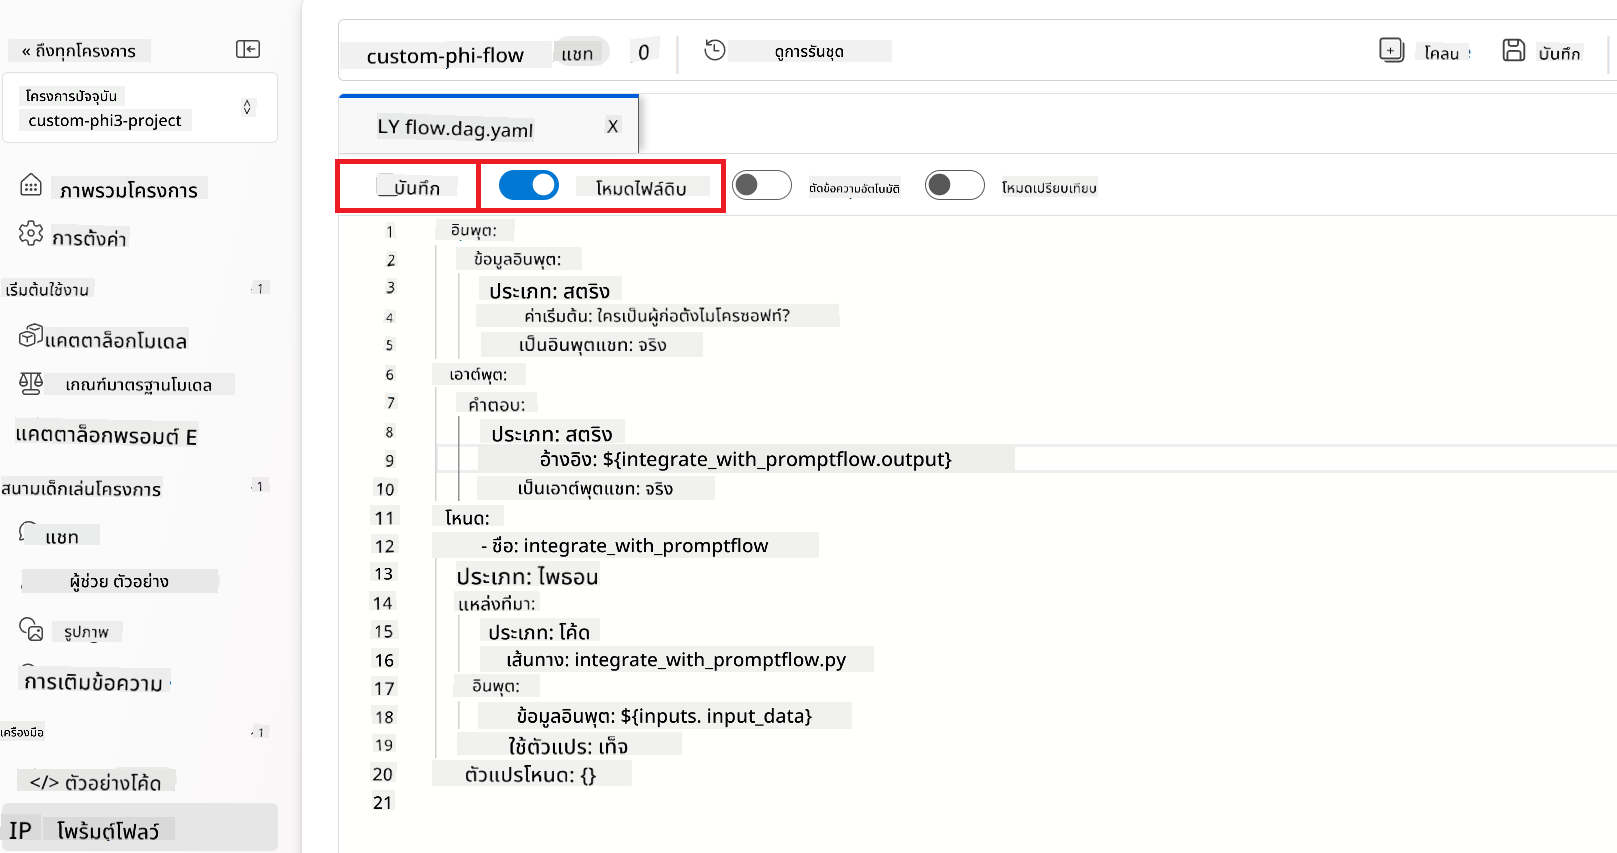 « ถึงทุกโครงการ
โครงการปัจจุบัน
custom-phi3-project
ภาพรวมโครงการ
การตั้งค่า
เริ่มต้นใช้งาน 1
แคตตาล็อกโมเดล
เกณฑ์มาตรฐานโมเดล
แคตตาล็อกพรอมต์ E
สนามเด็กเล่นโครงการ 1
แชท
ผู้ช่วย ตัวอย่าง
รูปภาพ
การเติมข้อความ
เครื่องมือ 1
</> ตัวอย่างโค้ด
IP โพร้มต์โฟลว์
custom-phi-flow แชท 0 ดูการรันชุด โคลน บันทึก
LY flow.dag.yaml X
บันทึก โหมดไฟล์ดิบ ตัดข้อความอัตโนมัติ โหมดเปรียบเทียบ
1 อินพุต:
2 ข้อมูลอินพุต:
3 ประเภท: สตริง
4 ค่าเริ่มต้น: ใครเป็นผู้ก่อตั้งไมโครซอฟท์?
5 เป็นอินพุตแชท: จริง
6 เอาต์พุต:
7 คำตอบ:
8 ประเภท: สตริง
9 อ้างอิง: ${integrate_with_promptflow.output}
10 เป็นเอาต์พุตแชท: จริง
11 โหนด:
12 - ชื่อ: integrate_with_promptflow
13 ประเภท: ไพธอน
14 แหล่งที่มา:
15 ประเภท: โค้ด
16 เส้นทาง: integrate_with_promptflow.py
17 อินพุต:
18 ข้อมูลอินพุต: ${inputs. input_data}
19 ใช้ตัวแปร: เท็จ
20 ตัวแปรโหนด: {}
21